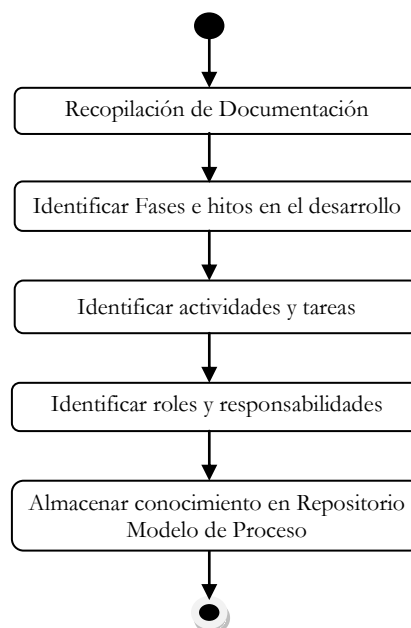 Recopilación de Documentación
Identificar Fases e hitos en el desarrollo
Identificar actividades y tareas
Identificar roles y responsabilidades
Almacenar conocimiento en Repositorio
Modelo de Proceso